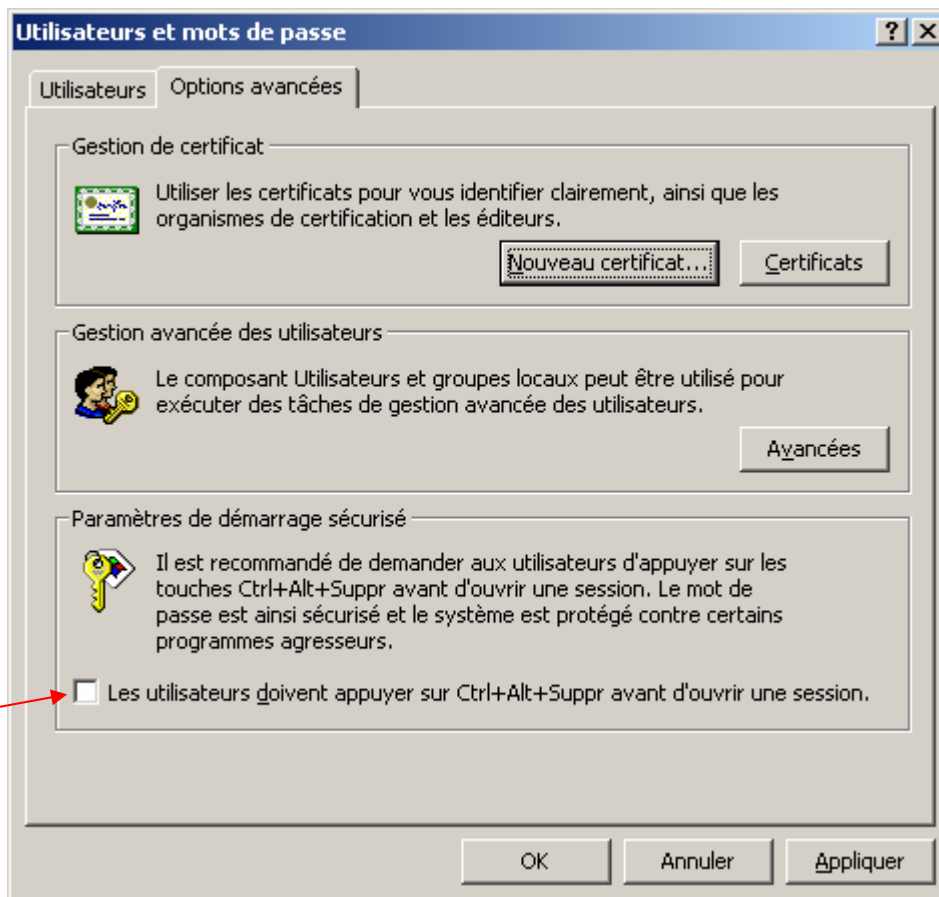 Utilisateurs et mots de passe
Utilisateurs
Options avancées
Gestion de certificat
Utiliser les certificats pour vous identifier clairement, ainsi que les
organismes de certification et les éditeurs.
Nouveau certificat...
Certificats
Gestion avancée des utilisateurs
Le composant Utilisateurs et groupes locaux peut être utilisé pour
exécuter des tâches de gestion avancée des utilisateurs.
Avancées
Paramètres de démarrage sécurisé
Il est recommandé de demander aux utilisateurs d'appuyer sur les
touches Ctrl+Alt+Suppr avant d'ouvrir une session. Le mot de
passe est ainsi sécurisé et le système est protégé contre certains
programmes agresseurs.
Les utilisateurs doivent appuyer sur Ctrl+Alt+Suppr avant d'ouvrir une session.
OK
Annuler
Appliquer